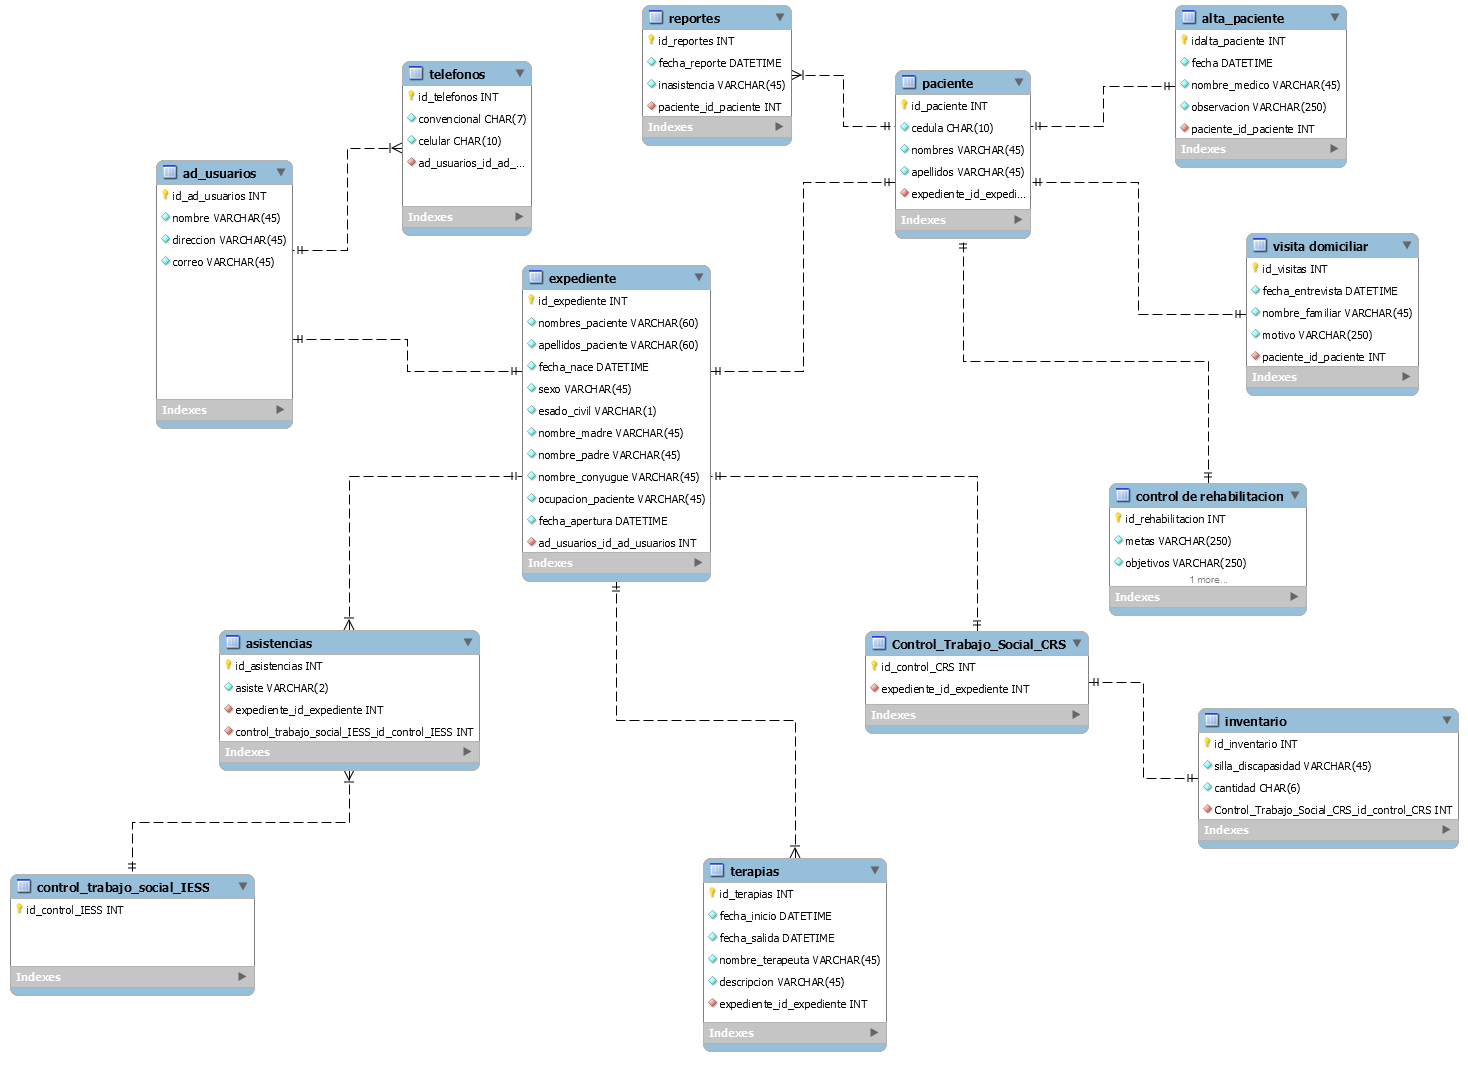 reportes
id_reportes INT
fecha_reporte DATETIME
inasistencia VARCHAR(45)
paciente_id_paciente INT
Indexes
alta_paciente
idalta_paciente INT
fecha DATETIME
nombre_medico VARCHAR(45)
observacion VARCHAR(250)
paciente_id_paciente INT
Indexes
telefonos
id_telefonos INT
convencional CHAR(7)
celular CHAR(10)
ad_usuarios_id_ad_...
Indexes
paciente
id_paciente INT
cedula CHAR(10)
nombres VARCHAR(45)
apellidos VARCHAR(45)
expediente_id_expedi...
Indexes
ad_usuarios
id_ad_usuarios INT
nombre VARCHAR(45)
direccion VARCHAR(45)
correo VARCHAR(45)
Indexes
visita domiciliar
id_visitas INT
fecha_entrevista DATETIME
nombre_familiar VARCHAR(45)
motivo VARCHAR(250)
paciente_id_paciente INT
Indexes
expediente
id_expediente INT
nombres_paciente VARCHAR(60)
apellidos_paciente VARCHAR(60)
fecha_nace DATETIME
sexo VARCHAR(45)
esado_civil VARCHAR(1)
nombre_madre VARCHAR(45)
nombre_padre VARCHAR(45)
nombre_conyugue VARCHAR(45)
ocupacion_paciente VARCHAR(45)
fecha_apertura DATETIME
ad_usuarios_id_ad_usuarios INT
Indexes
control de rehabilitacion
id_rehabilitacion INT
metas VARCHAR(250)
objetivos VARCHAR(250)
1 more...
Indexes
asistencias
id_asistencias INT
asiste VARCHAR(2)
expediente_id_expediente INT
control_trabajo_social_IESS_id_control_IESS INT
Indexes
Control_Trabajo_Social_CRS
id_control_CRS INT
expediente_id_expediente INT
Indexes
inventario
id_inventario INT
silla_discapasidad VARCHAR(45)
cantidad CHAR(6)
Control_Trabajo_Social_CRS_id_control_CRS INT
Indexes
control_trabajo_social_IESS
id_control_IESS INT
Indexes
terapias
id_terapias INT
fecha_inicio DATETIME
fecha_salida DATETIME
nombre_terapeuta VARCHAR(45)
descripcion VARCHAR(45)
expediente_id_expediente INT
Indexes